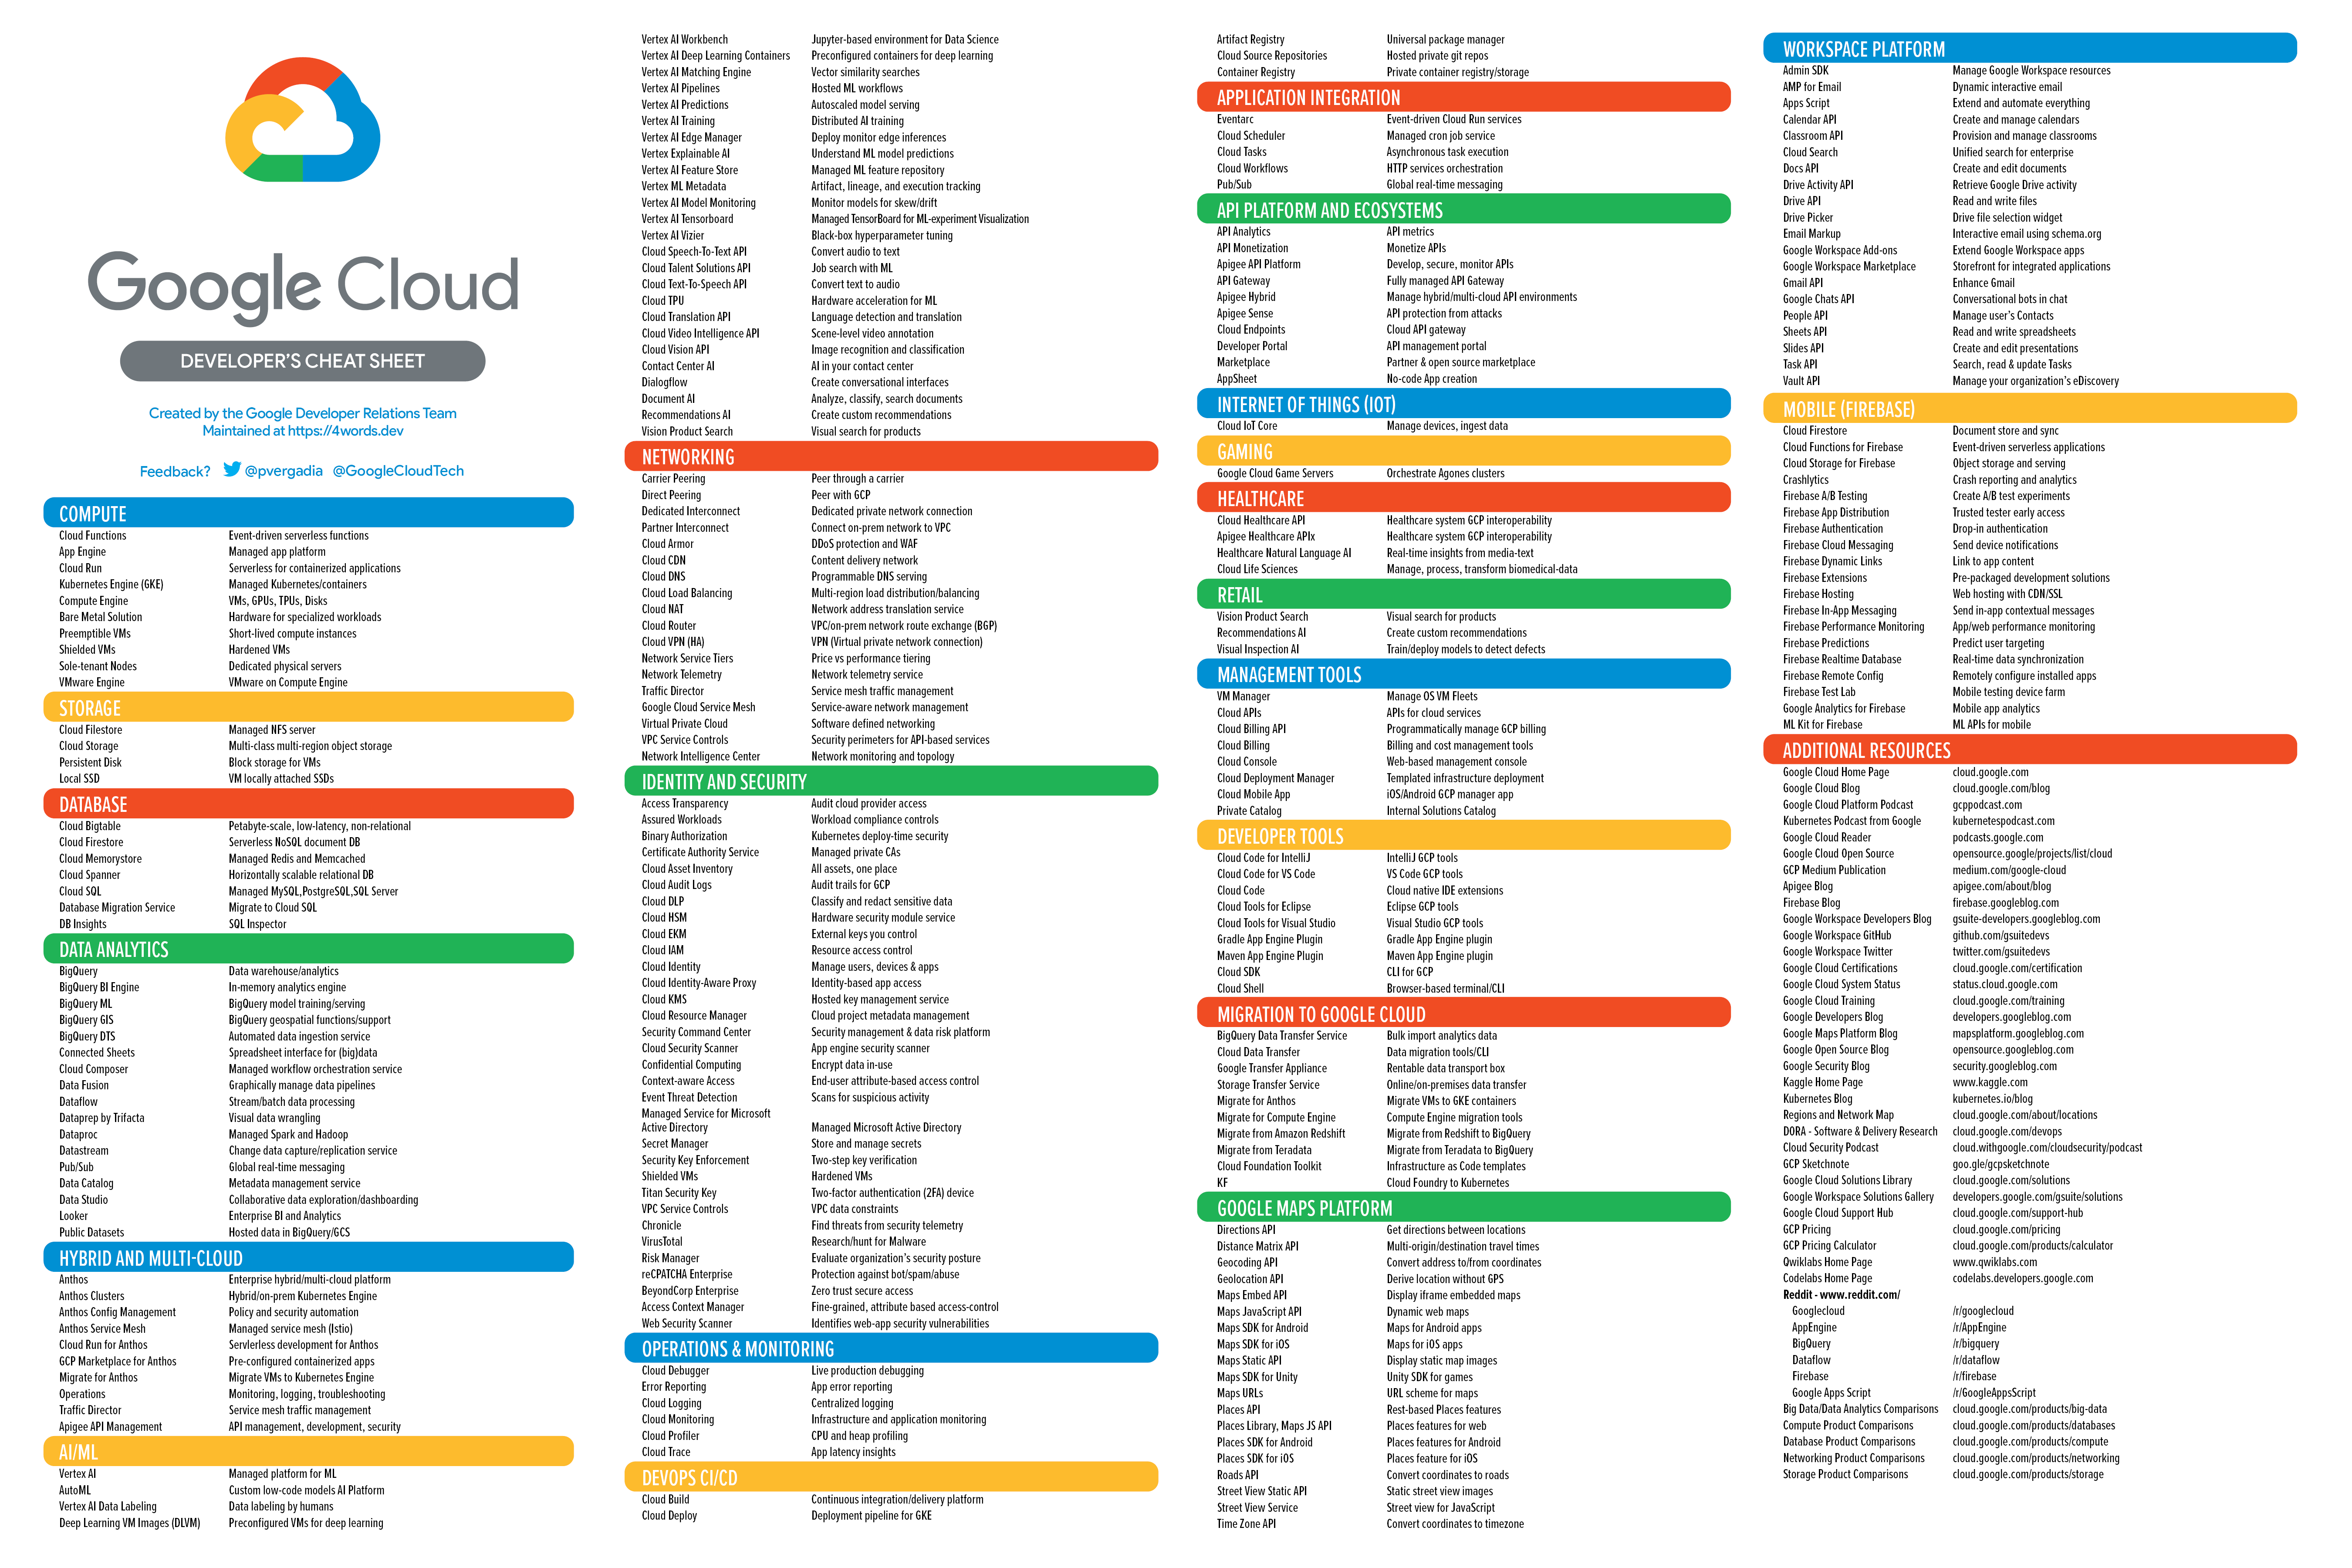 Google Cloud
DEVELOPER'S CHEAT SHEET
Created by the Google Developer Relations Team
Maintained at https://4words.dev
Feedback? @pvergadia @GoogleCloudTech
COMPUTE
Cloud Functions Event-driven serverless functions
App Engine Managed app platform
Cloud Run Serverless for containerized applications
Kubernetes Engine (GKE) Managed Kubernetes/containers
Compute Engine VMs, GPUs, TPUs, Disks
Bare Metal Solution Hardware for specialized workloads
Preemptible VMs Short-lived compute instances
Shielded VMs Hardened VMs
Sole-tenant Nodes Dedicated physical servers
VMware Engine VMware on Compute Engine
STORAGE
Cloud Filestore Managed NFS server
Cloud Storage Multi-class multi-region object storage
Persistent Disk Block storage for VMs
Local SSD VM locally attached SSDs
DATABASE
Cloud Bigtable Petabyte-scale, low-latency, non-relational
Cloud Firestore Serverless NoSQL document DB
Cloud Memorystore Managed Redis and Memcached
Cloud Spanner Horizontally scalable relational DB
Cloud SQL Managed MySQL,PostgreSQL,SQL Server
Database Migration Service Migrate to Cloud SQL
DB Insights SQL Inspector
DATA ANALYTICS
BigQuery Data warehouse/analytics
BigQuery BI Engine In-memory analytics engine
BigQuery ML BigQuery model training/serving
BigQuery GIS BigQuery geospatial functions/support
BigQuery DTS Automated data ingestion service
Connected Sheets Spreadsheet interface for (big)data
Cloud Composer Managed workflow orchestration service
Data Fusion Graphically manage data pipelines
Dataflow Stream/batch data processing
Dataprep by Trifacta Visual data wrangling
Dataproc Managed Spark and Hadoop
Datastream Change data capture/replication service
Pub/Sub Global real-time messaging
Data Catalog Metadata management service
Data Studio Collaborative data exploration/dashboarding
Looker Enterprise BI and Analytics
Public Datasets Hosted data in BigQuery/GCS
HYBRID AND MULTI-CLOUD
Anthos Enterprise hybrid/multi-cloud platform
Anthos Clusters Hybrid/on-prem Kubernetes Engine
Anthos Config Management Policy and security automation
Anthos Service Mesh Managed service mesh (Istio)
Cloud Run for Anthos Servlerless development for Anthos
GCP Marketplace for Anthos Pre-configured containerized apps
Migrate for Anthos Migrate VMs to Kubernetes Engine
Operations Monitoring, logging, troubleshooting
Traffic Director Service mesh traffic management
Apigee API Management API management, development, security
AI/ML
Vertex AI Managed platform for ML
AutoML Custom low-code models AI Platform
Vertex AI Data Labeling Data labeling by humans
Deep Learning VM Images (DLVM) Preconfigured VMs for deep learning
Vertex AI Workbench Jupyter-based environment for Data Science
Vertex AI Deep Learning Containers Preconfigured containers for deep learning
Vertex AI Matching Engine Vector similarity searches
Vertex AI Pipelines Hosted ML workflows
Vertex AI Predictions Autoscaled model serving
Vertex AI Training Distributed AI training
Vertex AI Edge Manager Deploy monitor edge inferences
Vertex Explainable AI Understand ML model predictions
Vertex AI Feature Store Managed ML feature repository
Vertex ML Metadata Artifact, lineage, and execution tracking
Vertex AI Model Monitoring Monitor models for skew/drift
Vertex AI Tensorboard Managed TensorBoard for ML-experiment Visualization
Vertex AI Vizier Black-box hyperparameter tuning
Cloud Speech-To-Text API Convert audio to text
Cloud Talent Solutions API Job search with ML
Cloud Text-To-Speech API Convert text to audio
Cloud TPU Hardware acceleration for ML
Cloud Translation API Language detection and translation
Cloud Video Intelligence API Scene-level video annotation
Cloud Vision API Image recognition and classification
Contact Center AI AI in your contact center
Dialogflow Create conversational interfaces
Document AI Analyze, classify, search documents
Recommendations AI Create custom recommendations
Vision Product Search Visual search for products
NETWORKING
Carrier Peering Peer through a carrier
Direct Peering Peer with GCP
Dedicated Interconnect Dedicated private network connection
Partner Interconnect Connect on-prem network to VPC
Cloud Armor DDoS protection and WAF
Cloud CDN Content delivery network
Cloud DNS Programmable DNS serving
Cloud Load Balancing Multi-region load distribution/balancing
Cloud NAT Network address translation service
Cloud Router VPC/on-prem network route exchange (BGP)
Cloud VPN (HA) VPN (Virtual private network connection)
Network Service Tiers Price vs performance tiering
Network Telemetry Network telemetry service
Traffic Director Service mesh traffic management
Google Cloud Service Mesh Service-aware network management
Virtual Private Cloud Software defined networking
VPC Service Controls Security perimeters for API-based services
Network Intelligence Center Network monitoring and topology
IDENTITY AND SECURITY
Access Transparency Audit cloud provider access
Assured Workloads Workload compliance controls
Binary Authorization Kubernetes deploy-time security
Certificate Authority Service Managed private CAs
Cloud Asset Inventory All assets, one place
Cloud Audit Logs Audit trails for GCP
Cloud DLP Classify and redact sensitive data
Cloud HSM Hardware security module service
Cloud EKM External keys you control
Cloud IAM Resource access control
Cloud Identity Manage users, devices & apps
Cloud Identity-Aware Proxy Identity-based app access
Cloud KMS Hosted key management service
Cloud Resource Manager Cloud project metadata management
Security Command Center Security management & data risk platform
Cloud Security Scanner App engine security scanner
Confidential Computing Encrypt data in-use
Context-aware Access End-user attribute-based access control
Event Threat Detection Scans for suspicious activity
Managed Service for Microsoft
Active Directory Managed Microsoft Active Directory
Secret Manager Store and manage secrets
Security Key Enforcement Two-step key verification
Shielded VMs Hardened VMs
Titan Security Key Two-factor authentication (2FA) device
VPC Service Controls VPC data constraints
Chronicle Find threats from security telemetry
VirusTotal Research/hunt for Malware
Risk Manager Evaluate organization's security posture
reCPATCHA Enterprise Protection against bot/spam/abuse
BeyondCorp Enterprise Zero trust secure access
Access Context Manager Fine-grained, attribute based access-control
Web Security Scanner Identifies web-app security vulnerabilities
OPERATIONS & MONITORING
Cloud Debugger Live production debugging
Error Reporting App error reporting
Cloud Logging Centralized logging
Cloud Monitoring Infrastructure and application monitoring
Cloud Profiler CPU and heap profiling
Cloud Trace App latency insights
DEVOPS CI/CD
Cloud Build Continuous integration/delivery platform
Cloud Deploy Deployment pipeline for GKE
Artifact Registry Universal package manager
Cloud Source Repositories Hosted private git repos
Container Registry Private container registry/storage
APPLICATION INTEGRATION
Eventarc Event-driven Cloud Run services
Cloud Scheduler Managed cron job service
Cloud Tasks Asynchronous task execution
Cloud Workflows HTTP services orchestration
Pub/Sub Global real-time messaging
API PLATFORM AND ECOSYSTEMS
API Analytics API metrics
API Monetization Monetize APIs
Apigee API Platform Develop, secure, monitor APIs
API Gateway Fully managed API Gateway
Apigee Hybrid Manage hybrid/multi-cloud API environments
Apigee Sense API protection from attacks
Cloud Endpoints Cloud API gateway
Developer Portal API management portal
Marketplace Partner & open source marketplace
AppSheet No-code App creation
INTERNET OF THINGS (IOT)
Cloud IoT Core Manage devices, ingest data
GAMING
Google Cloud Game Servers Orchestrate Agones clusters
HEALTHCARE
Cloud Healthcare API Healthcare system GCP interoperability
Apigee Healthcare APIx Healthcare system GCP interoperability
Healthcare Natural Language AI Real-time insights from media-text
Cloud Life Sciences Manage, process, transform biomedical-data
RETAIL
Vision Product Search Visual search for products
Recommendations AI Create custom recommendations
Visual Inspection AI Train/deploy models to detect defects
MANAGEMENT TOOLS
VM Manager Manage OS VM Fleets
Cloud APIs APIs for cloud services
Cloud Billing API Programmatically manage GCP billing
Cloud Billing Billing and cost management tools
Cloud Console Web-based management console
Cloud Deployment Manager Templated infrastructure deployment
Cloud Mobile App iOS/Android GCP manager app
Private Catalog Internal Solutions Catalog
DEVELOPER TOOLS
Cloud Code for IntelliJ IntelliJ GCP tools
Cloud Code for VS Code VS Code GCP tools
Cloud Code Cloud native IDE extensions
Cloud Tools for Eclipse Eclipse GCP tools
Cloud Tools for Visual Studio Visual Studio GCP tools
Gradle App Engine Plugin Gradle App Engine plugin
Maven App Engine Plugin Maven App Engine plugin
Cloud SDK CLI for GCP
Cloud Shell Browser-based terminal/CLI
MIGRATION TO GOOGLE CLOUD
BigQuery Data Transfer Service Bulk import analytics data
Cloud Data Transfer Data migration tools/CLI
Google Transfer Appliance Rentable data transport box
Storage Transfer Service Online/on-premises data transfer
Migrate for Anthos Migrate VMs to GKE containers
Migrate for Compute Engine Compute Engine migration tools
Migrate from Amazon Redshift Migrate from Redshift to BigQuery
Migrate from Teradata Migrate from Teradata to BigQuery
Cloud Foundation Toolkit Infrastructure as Code templates
KF Cloud Foundry to Kubernetes
GOOGLE MAPS PLATFORM
Directions API Get directions between locations
Distance Matrix API Multi-origin/destination travel times
Geocoding API Convert address to/from coordinates
Geolocation API Derive location without GPS
Maps Embed API Display iframe embedded maps
Maps JavaScript API Dynamic web maps
Maps SDK for Android Maps for Android apps
Maps SDK for iOS Maps for iOS apps
Maps Static API Display static map images
Maps SDK for Unity Unity SDK for games
Maps URLs URL scheme for maps
Places API Rest-based Places features
Places Library, Maps JS API Places features for web
Places SDK for Android Places features for Android
Places SDK for iOS Places feature for iOS
Roads API Convert coordinates to roads
Street View Static API Static street view images
Street View Service Street view for JavaScript
Time Zone API Convert coordinates to timezone
WORKSPACE PLATFORM
Admin SDK Manage Google Workspace resources
AMP for Email Dynamic interactive email
Apps Script Extend and automate everything
Calendar API Create and manage calendars
Classroom API Provision and manage classrooms
Cloud Search Unified search for enterprise
Docs API Create and edit documents
Drive Activity API Retrieve Google Drive activity
Drive API Read and write files
Drive Picker Drive file selection widget
Email Markup Interactive email using schema.org
Google Workspace Add-ons Extend Google Workspace apps
Google Workspace Marketplace Storefront for integrated applications
Gmail API Enhance Gmail
Google Chats API Conversational bots in chat
People API Manage user's Contacts
Sheets API Read and write spreadsheets
Slides API Create and edit presentations
Task API Search, read & update Tasks
Vault API Manage your organization's eDiscovery
MOBILE (FIREBASE)
Cloud Firestore Document store and sync
Cloud Functions for Firebase Event-driven serverless applications
Cloud Storage for Firebase Object storage and serving
Crashlytics Crash reporting and analytics
Firebase A/B Testing Create A/B test experiments
Firebase App Distribution Trusted tester early access
Firebase Authentication Drop-in authentication
Firebase Cloud Messaging Send device notifications
Firebase Dynamic Links Link to app content
Firebase Extensions Pre-packaged development solutions
Firebase Hosting Web hosting with CDN/SSL
Firebase In-App Messaging Send in-app contextual messages
Firebase Performance Monitoring App/web performance monitoring
Firebase Predictions Predict user targeting
Firebase Realtime Database Real-time data synchronization
Firebase Remote Config Remotely configure installed apps
Firebase Test Lab Mobile testing device farm
Google Analytics for Firebase Mobile app analytics
ML Kit for Firebase ML APIs for mobile
ADDITIONAL RESOURCES
Google Cloud Home Page cloud.google.com
Google Cloud Blog cloud.google.com/blog
Google Cloud Platform Podcast gcppodcast.com
Kubernetes Podcast from Google kubernetespodcast.com
Google Cloud Reader podcasts.google.com
Google Cloud Open Source opensource.google/projects/list/cloud
GCP Medium Publication medium.com/google-cloud
Apigee Blog apigee.com/about/blog
Firebase Blog firebase.googleblog.com
Google Workspace Developers Blog gsuite-developers.googleblog.com
Google Workspace GitHub github.com/gsuitedevs
Google Workspace Twitter twitter.com/gsuitedevs
Google Cloud Certifications cloud.google.com/certification
Google Cloud System Status status.cloud.google.com
Google Cloud Training cloud.google.com/training
Google Developers Blog developers.googleblog.com
Google Maps Platform Blog mapsplatform.googleblog.com
Google Open Source Blog opensource.googleblog.com
Google Security Blog security.googleblog.com
Kaggle Home Page www.kaggle.com
Kubernetes Blog kubernetes.io/blog
Regions and Network Map cloud.google.com/about/locations
DORA - Software & Delivery Research cloud.google.com/devops
Cloud Security Podcast cloud.withgoogle.com/cloudsecurity/podcast
GCP Sketchnote goo.gle/gcpsketchnote
Google Cloud Solutions Library cloud.google.com/solutions
Google Workspace Solutions Gallery developers.google.com/gsuite/solutions
Google Cloud Support Hub cloud.google.com/support-hub
GCP Pricing cloud.google.com/pricing
GCP Pricing Calculator cloud.google.com/products/calculator
Qwiklabs Home Page www.qwiklabs.com
Codelabs Home Page codelabs.developers.google.com
Reddit - www.reddit.com/
Googlecloud /r/googlecloud
AppEngine /r/AppEngine
BigQuery /r/bigquery
Dataflow /r/dataflow
Firebase /r/firebase
Google Apps Script /r/GoogleAppsScript
Big Data/Data Analytics Comparisons cloud.google.com/products/big-data
Compute Product Comparisons cloud.google.com/products/databases
Database Product Comparisons cloud.google.com/products/compute
Networking Product Comparisons cloud.google.com/products/networking
Storage Product Comparisons cloud.google.com/products/storage